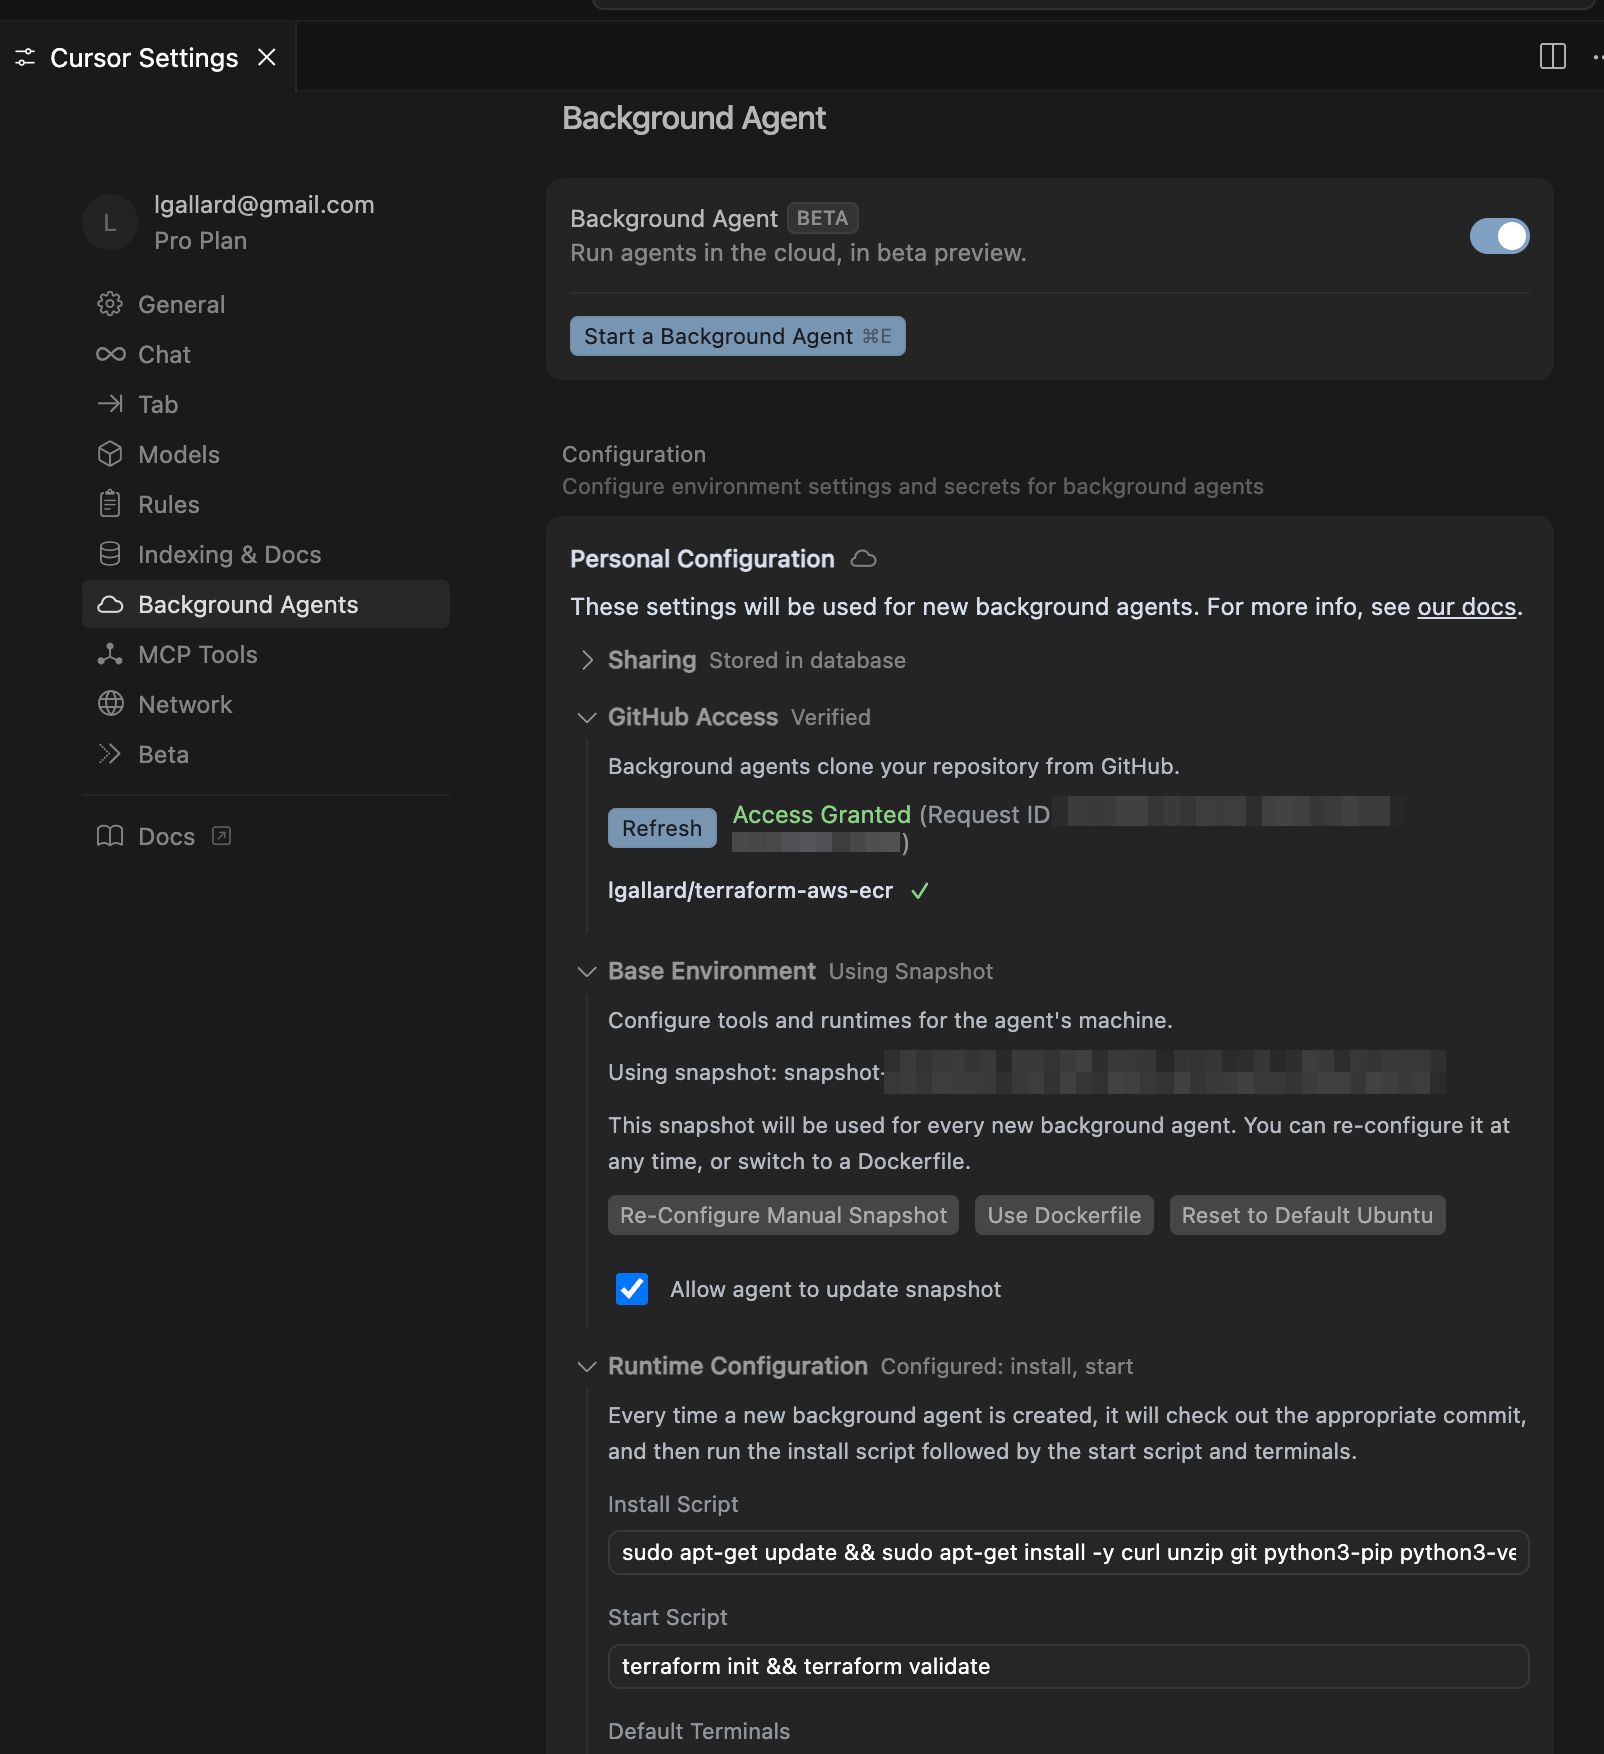 Cursor Settings
Background Agent
L
lgallard@gmail.com
Pro Plan
General
Chat
Tab
Models
Rules
Indexing & Docs
Background Agents
MCP Tools
Network
Beta
Docs
Background Agent BETA
Run agents in the cloud, in beta preview.
Start a Background Agent ⌘E
Configuration
Configure environment settings and secrets for background agents
Personal Configuration
These settings will be used for new background agents. For more info, see our docs.
Sharing Stored in database
GitHub Access Verified
Background agents clone your repository from GitHub.
Refresh
Access Granted (Request ID
)
lgallard/terraform-aws-ecr
Base Environment Using Snapshot
Configure tools and runtimes for the agent's machine.
Using snapshot: snapshot-
This snapshot will be used for every new background agent. You can re-configure it at
any time, or switch to a Dockerfile.
Re-Configure Manual Snapshot Use Dockerfile Reset to Default Ubuntu
Allow agent to update snapshot
Runtime Configuration Configured: install, start
Every time a new background agent is created, it will check out the appropriate commit,
and then run the install script followed by the start script and terminals.
Install Script
sudo apt-get update && sudo apt-get install -y curl unzip git python3-pip python3-ve
Start Script
terraform init && terraform validate
Default Terminals